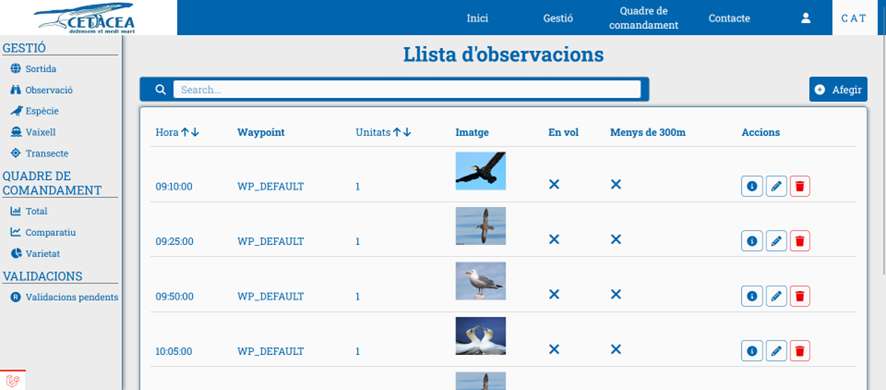 CETÀCEA
defensem el medi marí
Inici
Gestió
Quadre de
comandament
Contacte
CAT
GESTIÓ
Sortida
Observació
Espècie
Vaixell
Transecte
QUADRE DE
COMANDAMENT
Total
Comparatiu
Varietat
VALIDACIONS
R Validacions pendents
Llista d'observacions
Search...
Afegir
Hora Waypoint Unitats Imatge En vol Menys de 300m Accions
09:10:00 WP_DEFAULT 1
09:25:00 WP_DEFAULT 1
09:50:00 WP_DEFAULT 1
10:05:00 WP_DEFAULT 1